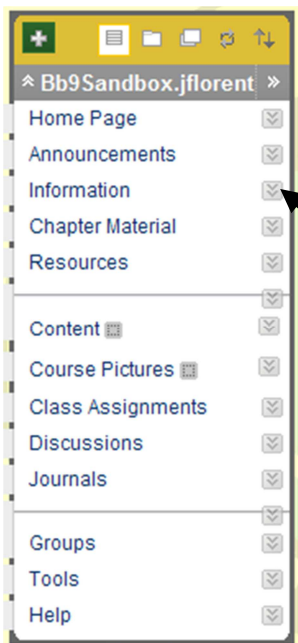 Bb9Sandbox.jflorent
Home Page
Announcements
Information
Chapter Material
Resources
Content
Course Pictures
Class Assignments
Discussions
Journals
Groups
Tools
Help